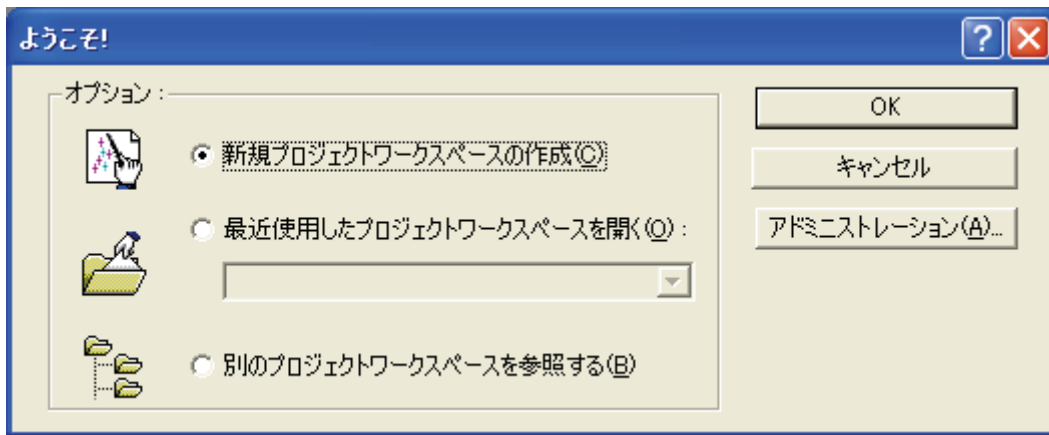 ようこそ!
オプション :
新規プロジェクトワークスペースの作成(C)
最近使用したプロジェクトワークスペースを開く(O) :
別のプロジェクトワークスペースを参照する(B)
OK
キャンセル
アドミニストレーション(A)...